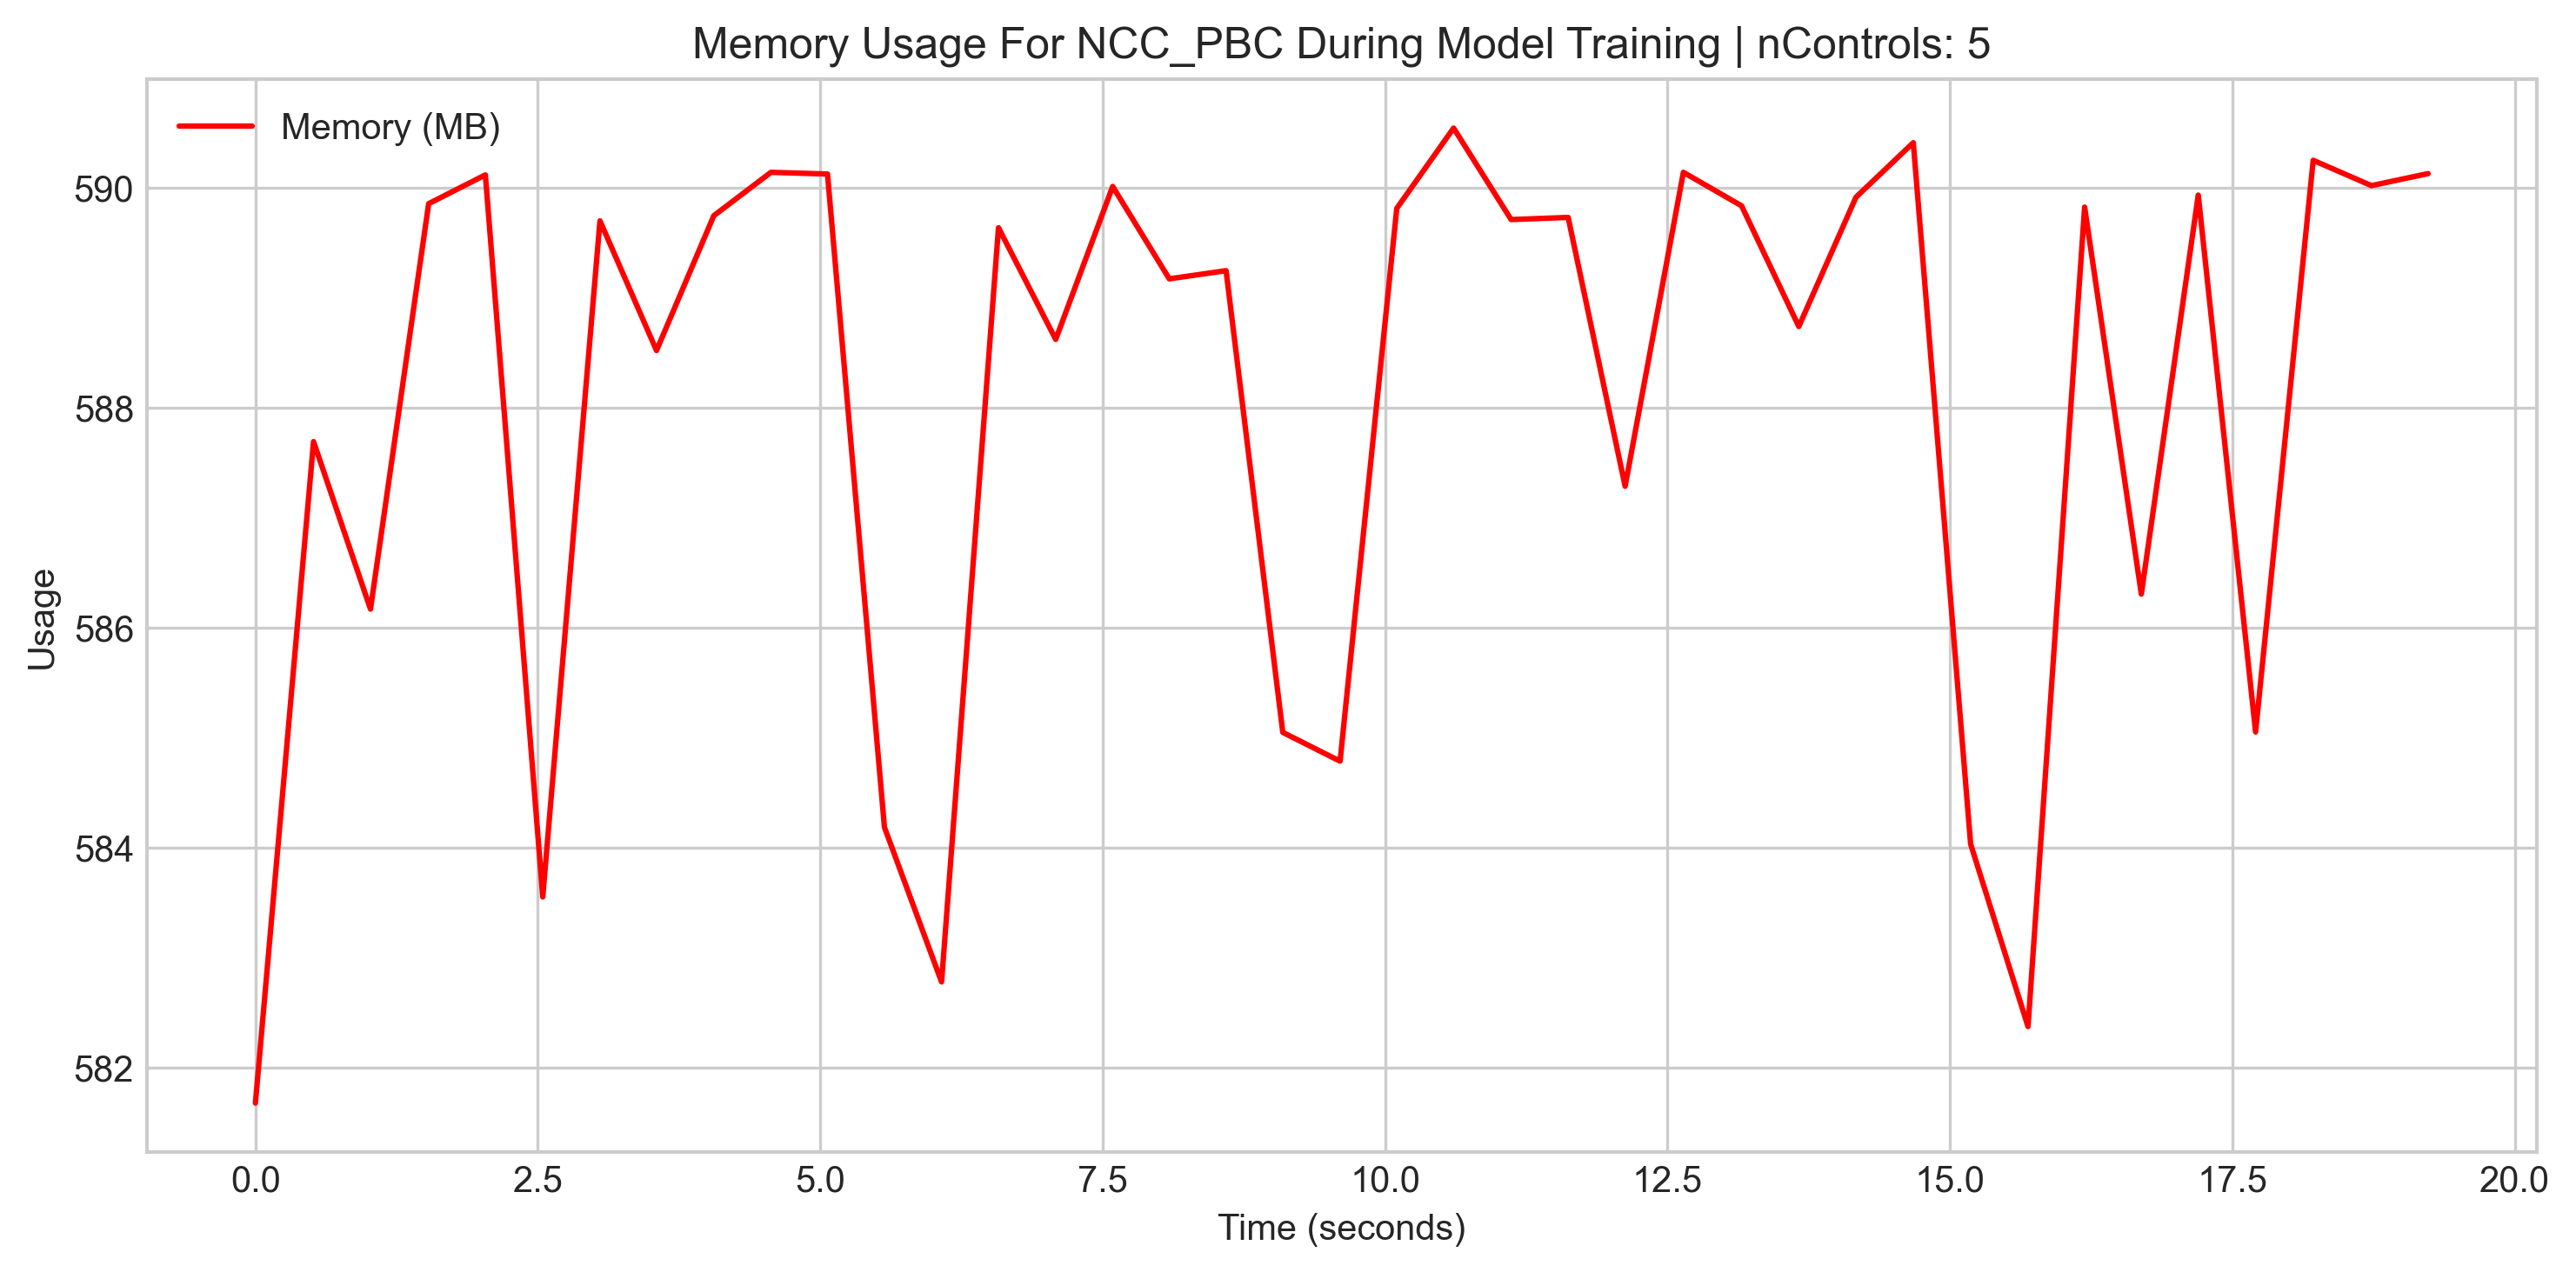 Memory Usage For NCC_PBC During Model Training | nControls: 5
Memory (MB)
590
588
586
584
582
Usage
0.0 2.5 5.0 7.5 10.0 12.5 15.0 17.5 20.0
Time (seconds)